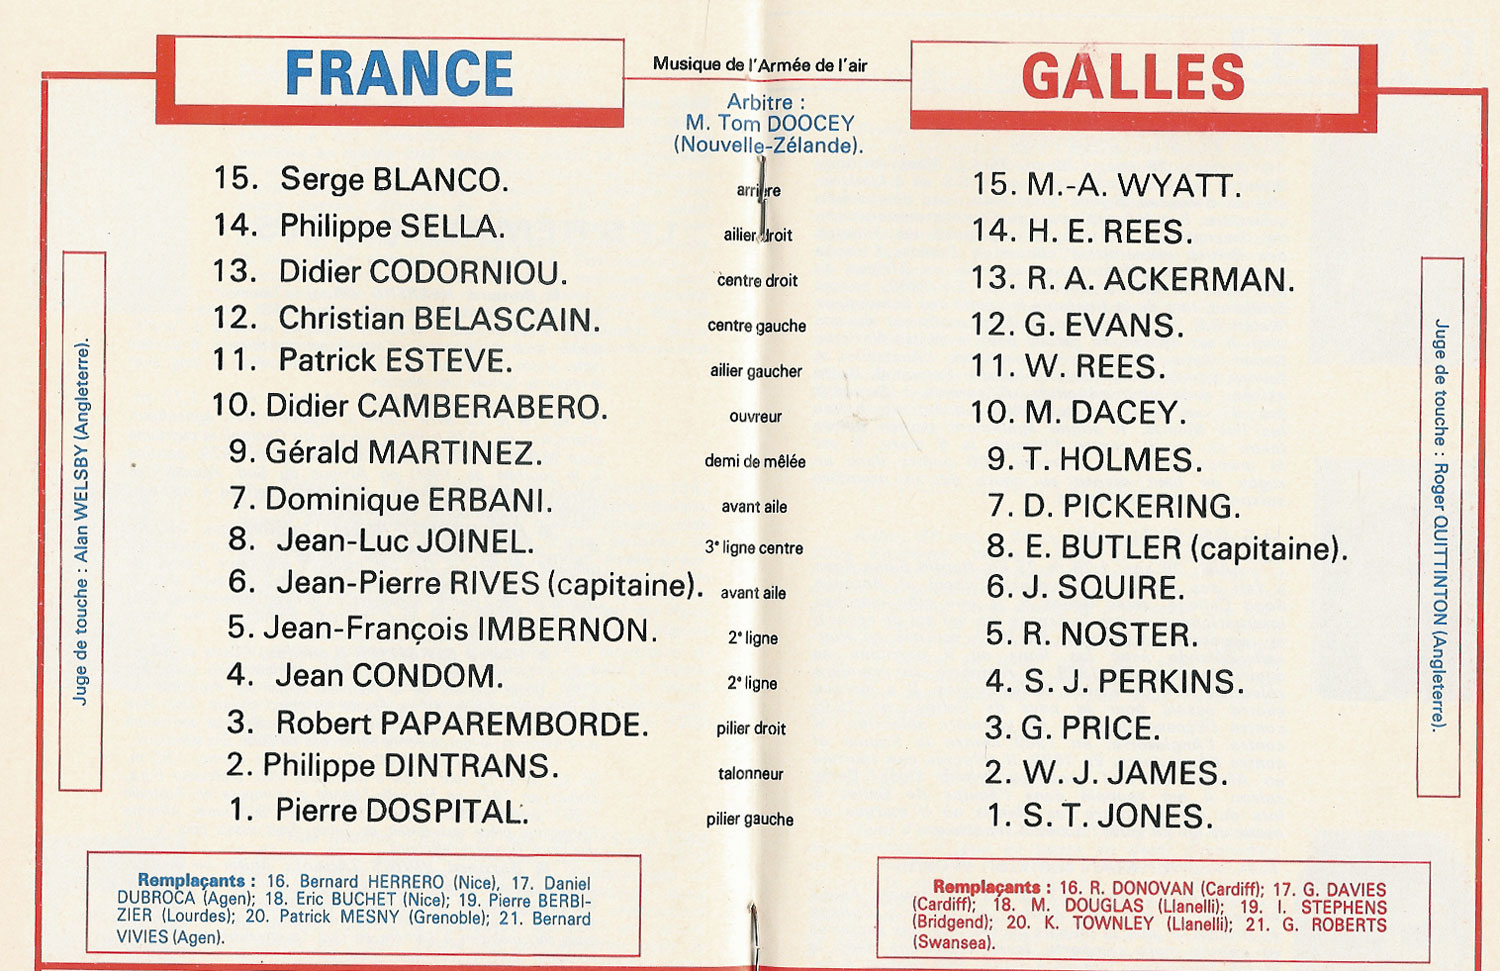 FRANCE
Musique de l'Armée de l'air
GALLES
Arbitre :
M. Tom DOOCEY
(Nouvelle-Zélande).
15. Serge BLANCO.
arrière
15. M.-A. WYATT.
14. Philippe SELLA.
ailier droit
14. H. E. REES.
13. Didier CODORNIOU.
centre droit
13. R. A. ACKERMAN.
12. Christian BELASCAIN.
centre gauche
12. G. EVANS.
11. Patrick ESTEVE.
ailier gaucher
11. W. REES.
10. Didier CAMBERABERO.
ouvreur
10. M. DACEY.
9. Gérald MARTINEZ.
demi de mêlée
9. T. HOLMES.
7. Dominique ERBANI.
avant aile
7. D. PICKERING.
8. Jean-Luc JOINEL.
3e ligne centre
8. E. BUTLER (capitaine).
6. Jean-Pierre RIVES (capitaine).
avant aile
6. J. SQUIRE.
5. Jean-François IMBERNON.
2e ligne
5. R. NOSTER.
4. Jean CONDOM.
2e ligne
4. S. J. PERKINS.
3. Robert PAPAREMBORDE.
pilier droit
3. G. PRICE.
2. Philippe DINTRANS.
talonneur
2. W. J. JAMES.
1. Pierre DOSPITAL.
pilier gauche
1. S. T. JONES.
Juge de touche : Alan WELSBY (Angleterre).
Juge de touche : Roger QUITTINTON (Angleterre).
Remplaçants : 16. Bernard HERRERO (Nice), 17. Daniel
DUBROCA (Agen); 18. Eric BUCHET (Nice); 19. Pierre BERBI-
ZIER (Lourdes); 20. Patrick MESNY (Grenoble); 21. Bernard
VIVIES (Agen).
Remplaçants : 16. R. DONOVAN (Cardiff); 17. G. DAVIES
(Cardiff); 18. M. DOUGLAS (Llanelli); 19. I. STEPHENS
(Bridgend); 20. K. TOWNLEY (Llanelli); 21. G. ROBERTS
(Swansea).